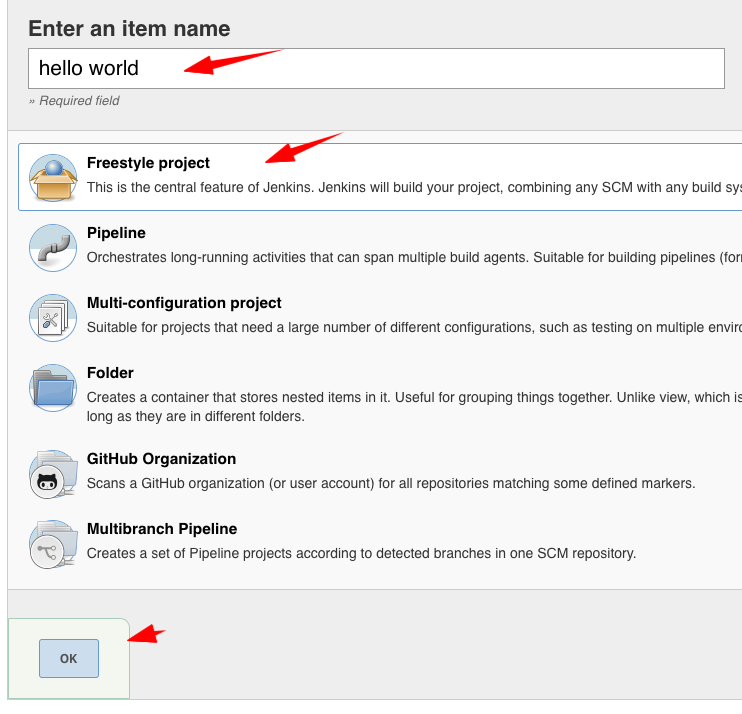 Enter an item name
hello world
» Required field
Freestyle project
This is the central feature of Jenkins. Jenkins will build your project, combining any SCM with any build
Pipeline
Orchestrates long-running activities that can span multiple build agents. Suitable for building pipelines
Multi-configuration project
Suitable for projects that need a large number of different configurations, such as testing on multiple
Folder
Creates a container that stores nested items in it. Useful for grouping things together. Unlike view, which is
long as they are in different folders.
GitHub Organization
Scans a GitHub organization (or user account) for all repositories matching some defined markers.
Multibranch Pipeline
Creates a set of Pipeline projects according to detected branches in one SCM repository.
OK